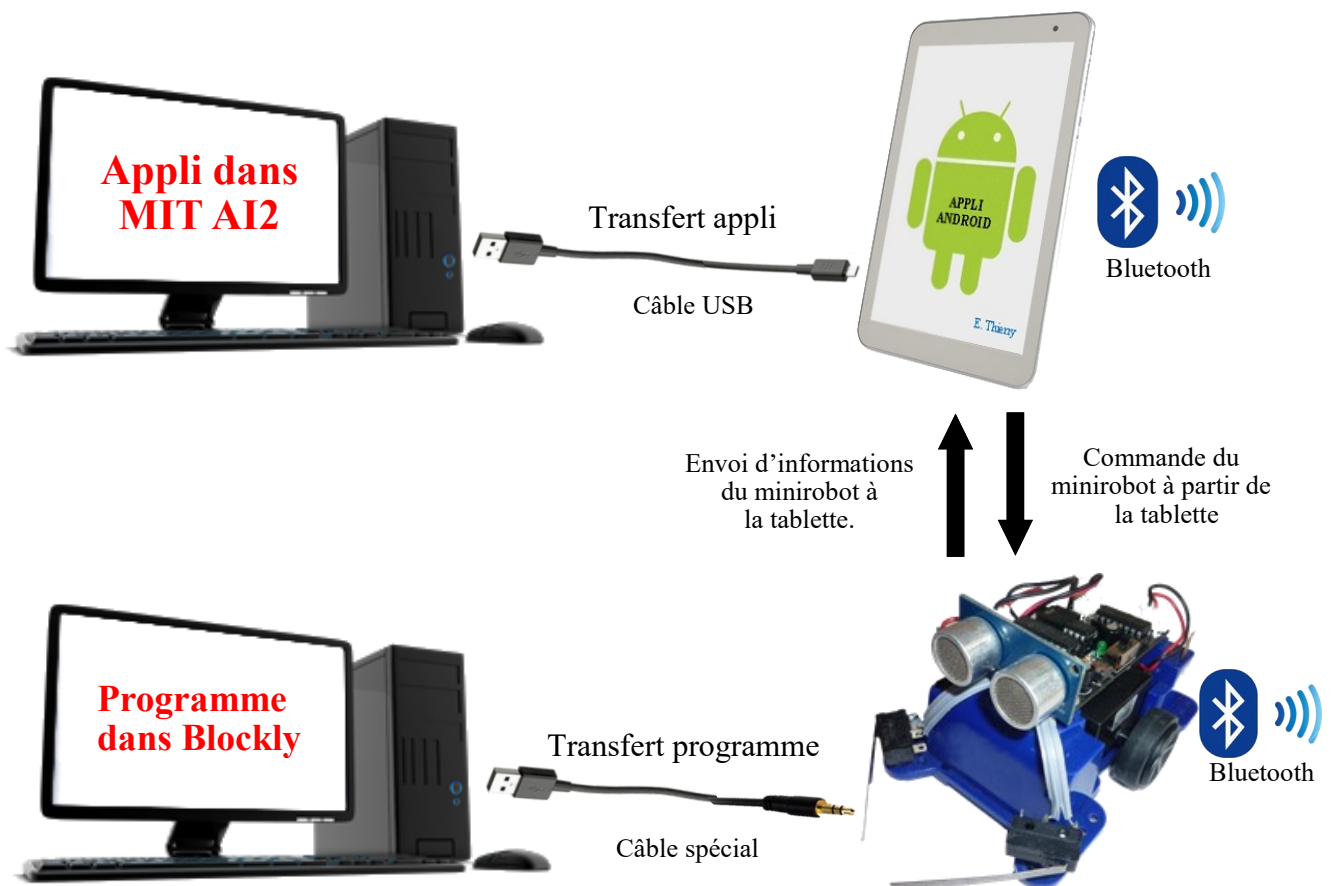 Appli dans
MIT AI2
Transfert appli
Câble USB
APPLI
ANDROID
E. Thierry
Bluetooth
Envoi d’informations
du minirobot à
la tablette.
Commande du
minirobot à partir de
la tablette
Programme
dans Blockly
Transfert programme
Câble spécial
Bluetooth